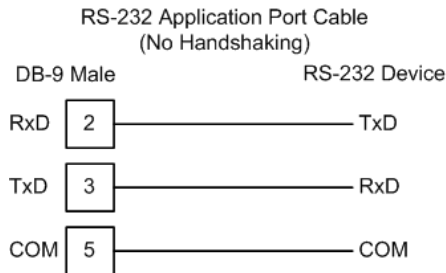 RS-232 Application Port Cable
(No Handshaking)
DB-9 Male RS-232 Device
RxD 2 TxD
TxD 3 RxD
COM 5 COM